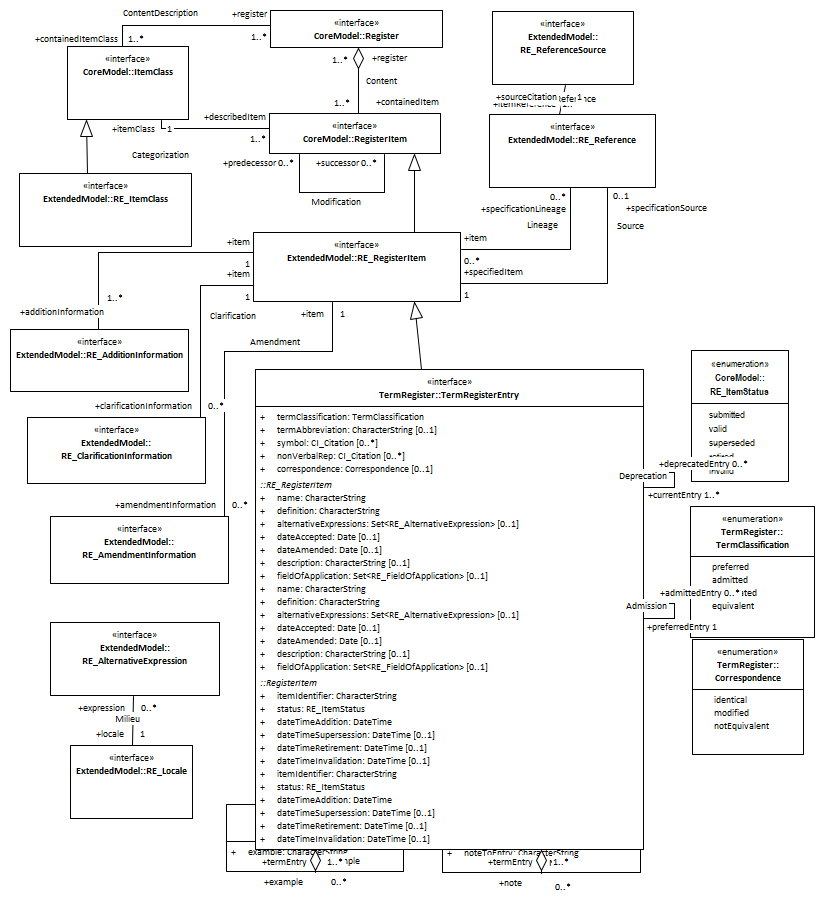 ContentDescription
+register
+containedItemClass
1..*
1..*
«interface»
CoreModel::Register
«interface»
ExtendedModel::
RE_ReferenceSource
«interface»
CoreModel::ItemClass
1..*
+register
Content
1..*
+containedItem
+sourceCitation
1
+itemReference
1..*
+itemClass
1
+describedItem
1..*
Categorization
«interface»
CoreModel::RegisterItem
+predecessor 0..*
+successor 0..*
Modification
«interface»
ExtendedModel::RE_Reference
«interface»
ExtendedModel::RE_ItemClass
0..*
+specificationLineage
Lineage
0..1
+specificationSource
Source
+item
1
+item
1
«interface»
ExtendedModel::RE_RegisterItem
+item
0..*
+specifiedItem
1
1..*
+additionInformation
Clarification
+item
1
Amendment
«interface»
ExtendedModel::RE_AdditionInformation
+clarificationInformation
0..*
«interface»
ExtendedModel::
RE_ClarificationInformation
+amendmentInformation
0..*
«interface»
ExtendedModel::
RE_AmendmentInformation
«interface»
ExtendedModel::
RE_AlternativeExpression
+expression
0..*
Milieu
+locale
1
«interface»
ExtendedModel::RE_Locale
«interface»
TermRegister::TermRegisterEntry
+ termClassification: TermClassification
+ termAbbreviation: CharacterString [0..1]
+ symbol: CI_Citation [0..*]
+ nonVerbalRep: CI_Citation [0..*]
+ correspondence: Correspondence [0..1]
::RE_RegisterItem
+ name: CharacterString
+ definition: CharacterString
+ alternativeExpressions: Set<RE_AlternativeExpression> [0..1]
+ dateAccepted: Date [0..1]
+ dateAmended: Date [0..1]
+ description: CharacterString [0..1]
+ fieldOfApplication: Set<RE_FieldOfApplication> [0..1]
+ name: CharacterString
+ definition: CharacterString
+ alternativeExpressions: Set<RE_AlternativeExpression> [0..1]
+ dateAccepted: Date [0..1]
+ dateAmended: Date [0..1]
+ description: CharacterString [0..1]
+ fieldOfApplication: Set<RE_FieldOfApplication> [0..1]
::RegisterItem
+ itemIdentifier: CharacterString
+ status: RE_ItemStatus
+ dateTimeAddition: DateTime
+ dateTimeSupersession: DateTime [0..1]
+ dateTimeRetirement: DateTime [0..1]
+ dateTimeInvalidation: DateTime [0..1]
+ itemIdentifier: CharacterString
+ status: RE_ItemStatus
+ dateTimeAddition: DateTime
+ dateTimeSupersession: DateTime [0..1]
+ dateTimeRetirement: DateTime [0..1]
+ dateTimeInvalidation: DateTime [0..1]
«enumeration»
CoreModel::
RE_ItemStatus
submitted
valid
superseded
retired
invalid
+deprecatedEntry 0..*
Deprecation
+currentEntry 1..*
«enumeration»
TermRegister::
TermClassification
preferred
admitted
equivalent
+admittedEntry 0..*
Admission
+preferredEntry 1
«enumeration»
TermRegister::
Correspondence
identical
modified
notEquivalent
+ example: CharacterString
+termEntry
1..*
+example
0..*
+ noteToEntry: CharacterString
+termEntry
1..*
+note
0..*